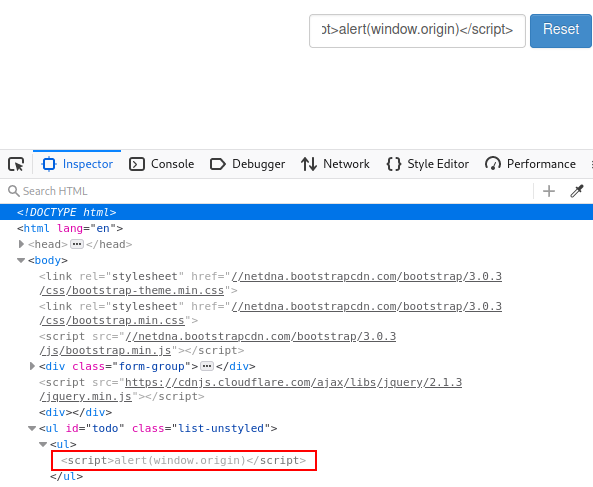 pt>alert(window.origin)</script>
Reset
Inspector Console Debugger Network Style Editor Performance
Search HTML
<!DOCTYPE html>
<html lang="en">
<head> ••• </head>
<body>
<link rel="stylesheet" href="//netdna.bootstrapcdn.com/bootstrap/3.0.3
/css/bootstrap-theme.min.css">
<link rel="stylesheet" href="//netdna.bootstrapcdn.com/bootstrap/3.0.3
/css/bootstrap.min.css">
<script src="//netdna.bootstrapcdn.com/bootstrap/3.0.3
/js/bootstrap.min.js"></script>
<div class="form-group"> ••• </div>
<script src="https://cdnjs.cloudflare.com/ajax/libs/jquery/2.1.3
/jquery.min.js"></script>
<div></div>
<ul id="todo" class="list-unstyled">
<ul>
<script>alert(window.origin)</script>
</ul>